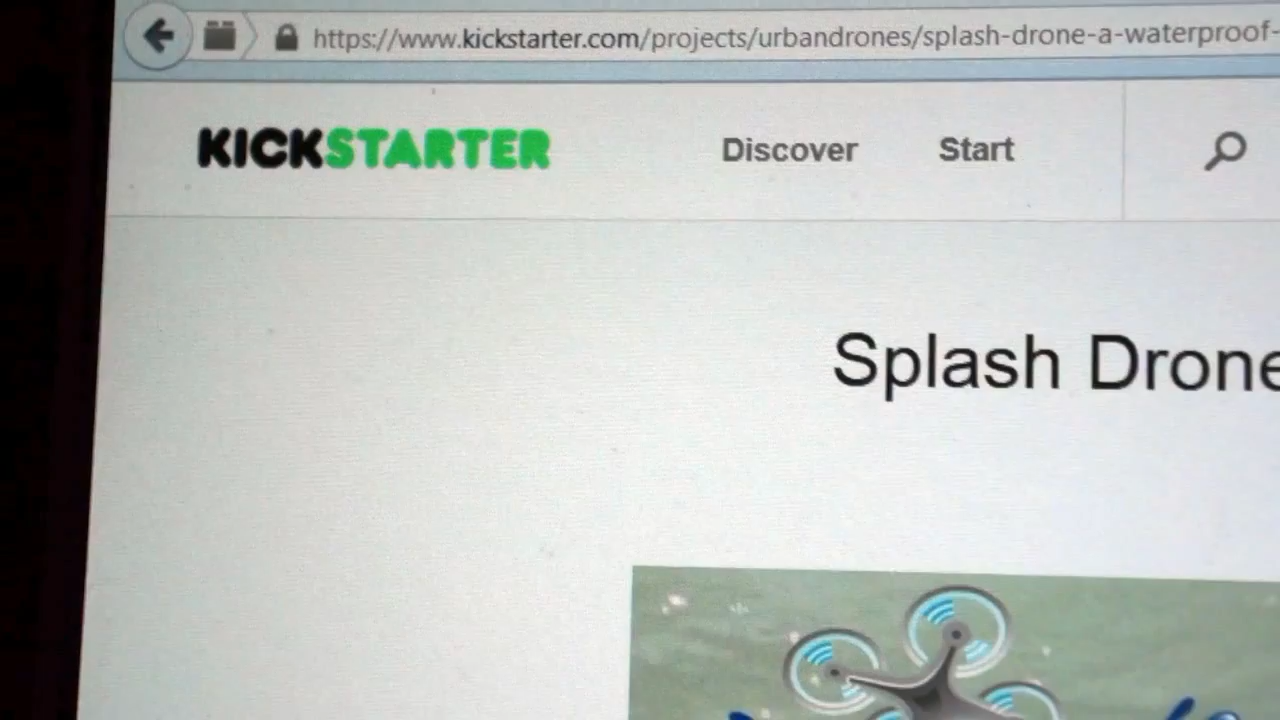 https://www.kickstarter.com/projects/urbandrones/splash-drone-a-waterproof-
KICKSTARTER
Discover
Start
Splash Drone